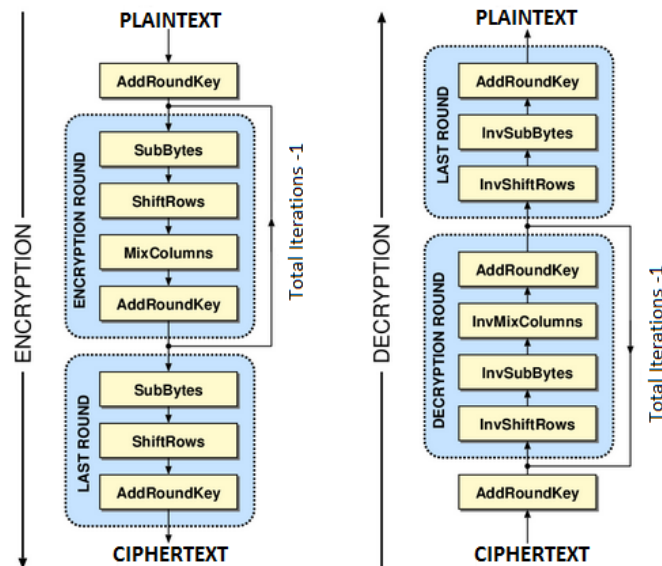 PLAINTEXT
AddRoundKey
SubBytes
ShiftRows
MixColumns
AddRoundKey
ENCRYPTION ROUND
Total Iterations -1
SubBytes
ShiftRows
AddRoundKey
LAST ROUND
CIPHERTEXT
ENCRYPTION
PLAINTEXT
AddRoundKey
InvSubBytes
InvShiftRows
LAST ROUND
AddRoundKey
InvMixColumns
InvSubBytes
InvShiftRows
DECRYPTION ROUND
Total Iterations -1
AddRoundKey
CIPHERTEXT
DECRYPTION